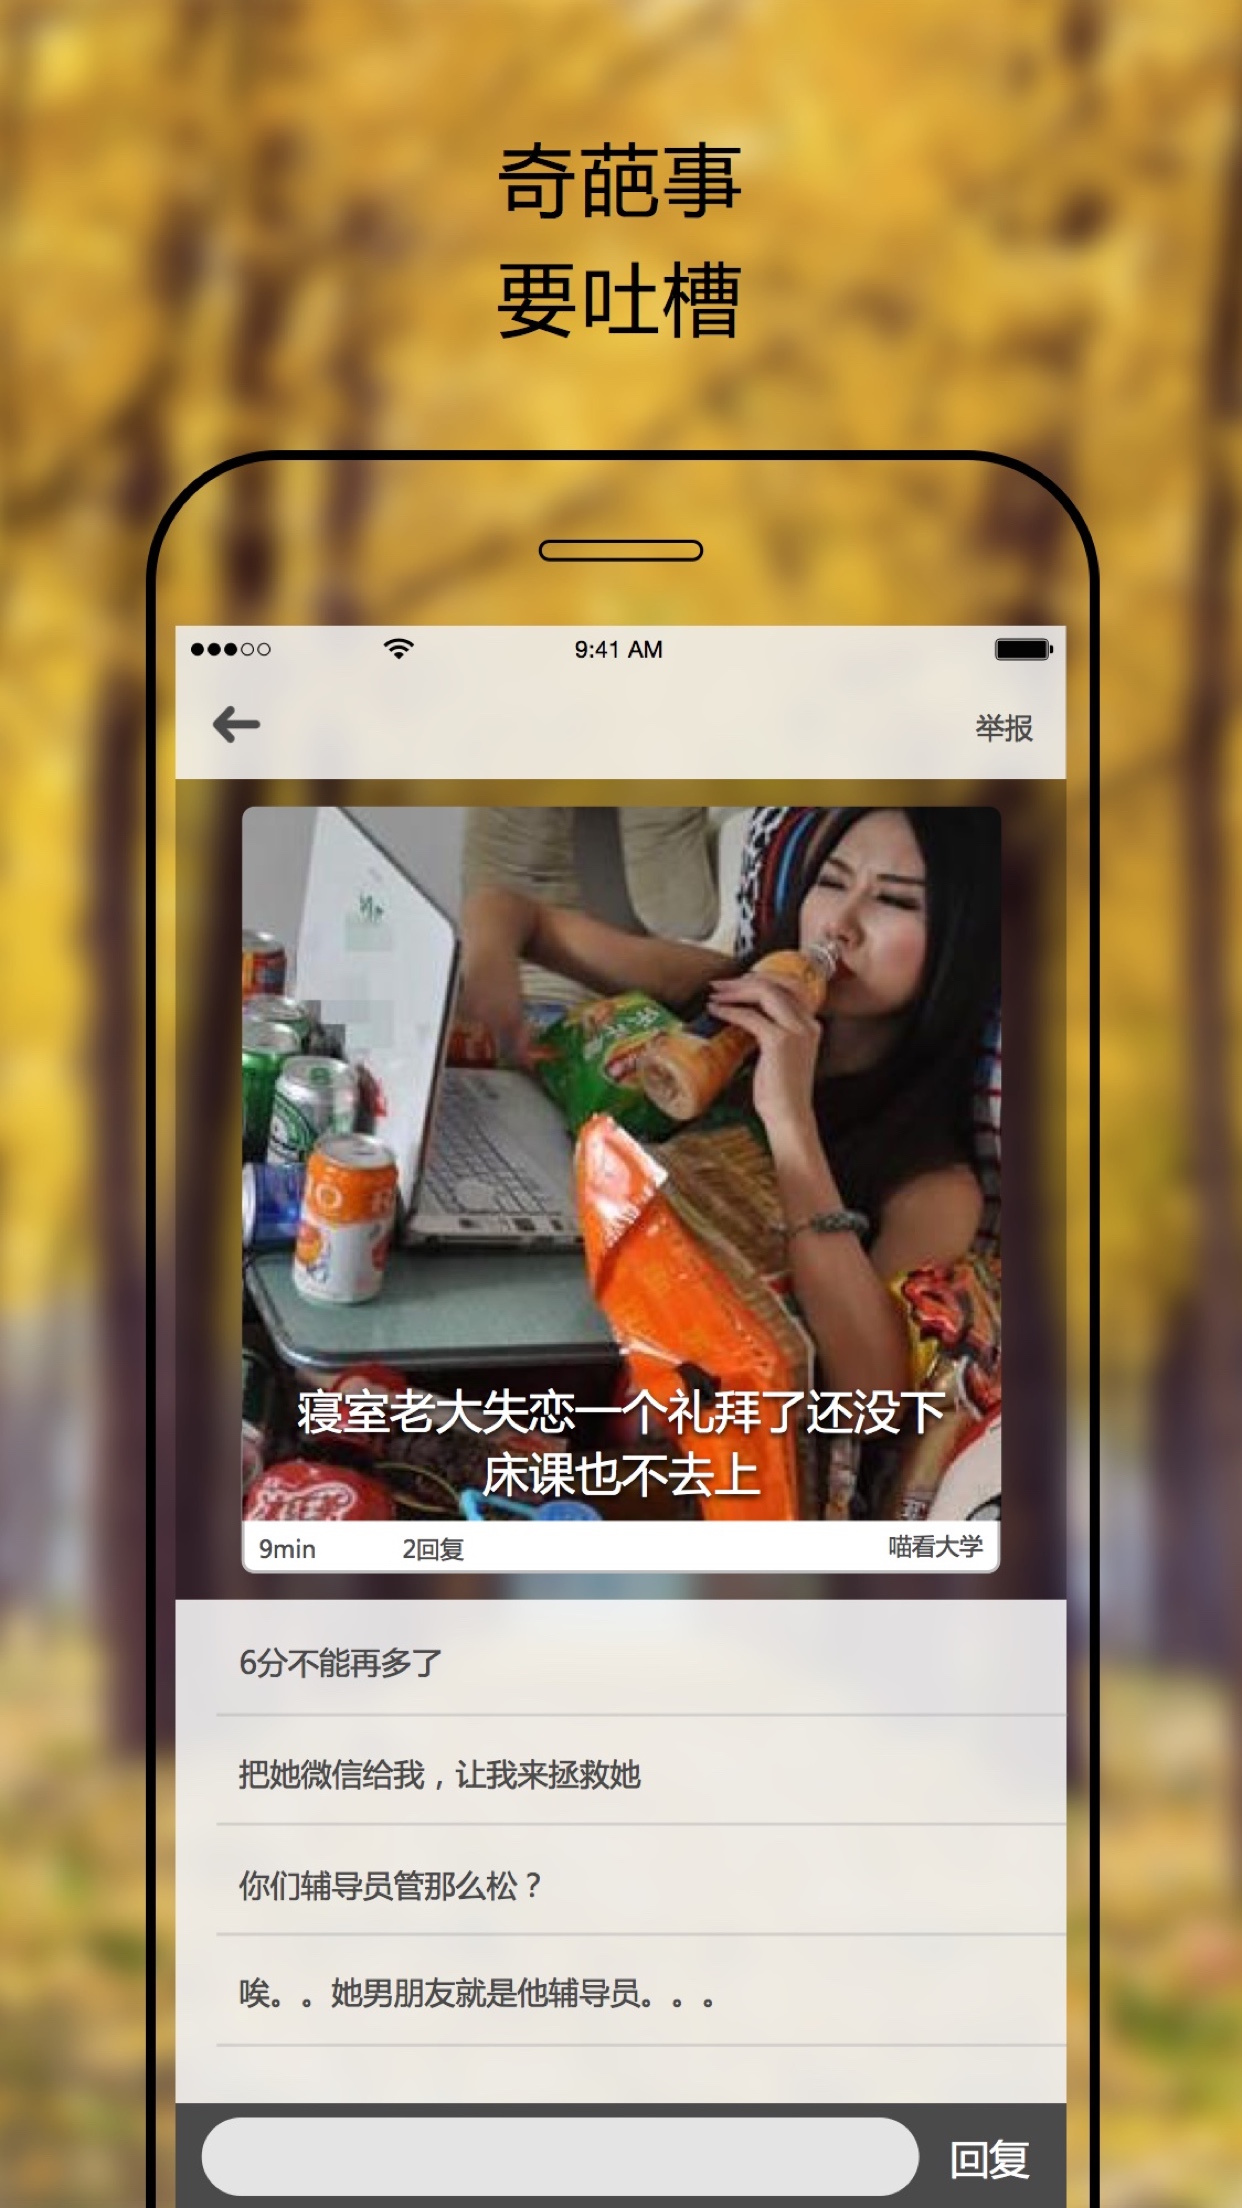 奇葩事
要吐槽
9:41 AM
举报
寝室老大失恋一个礼拜了还没下
床课也不去上
9min 2回复 喵看大学
6分不能再多了
把她微信给我，让我来拯救她
你们辅导员管那么松？
唉。。她男朋友就是他辅导员。。。
回复